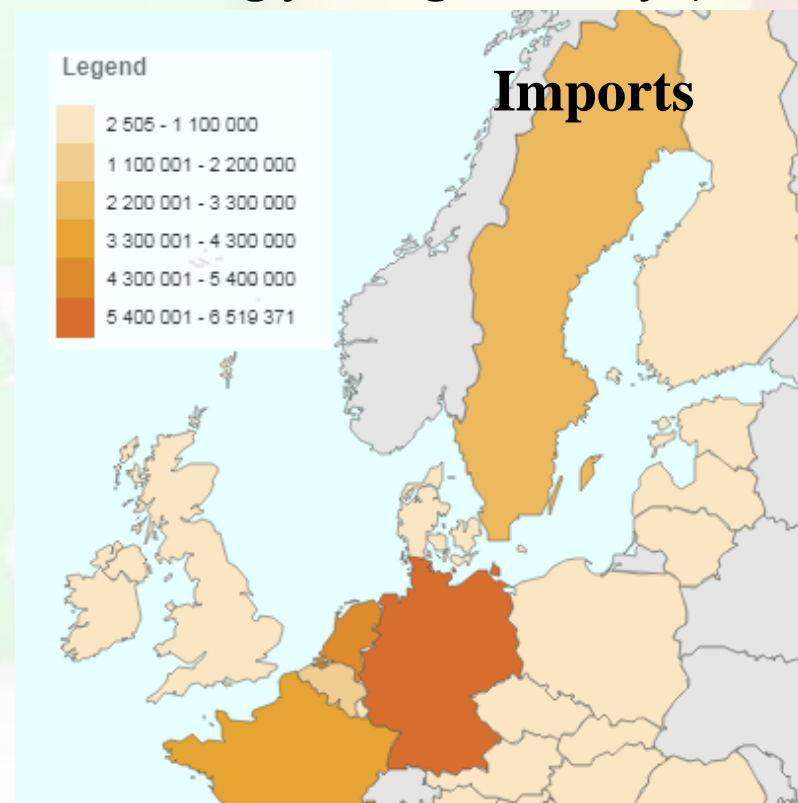 Legend
Imports
2 505 - 1 100 000
1 100 001 - 2 200 000
2 200 001 - 3 300 000
3 300 001 - 4 300 000
4 300 001 - 5 400 000
5 400 001 - 6 519 371